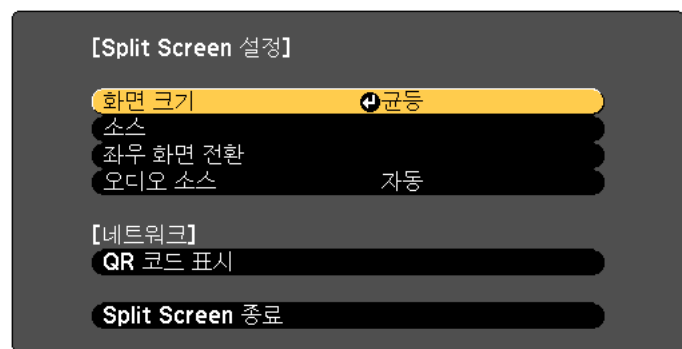 [Split Screen 설정]
화면 크기 균등
소스
좌우 화면 전환
오디오 소스 자동
[네트워크]
QR 코드 표시
Split Screen 종료